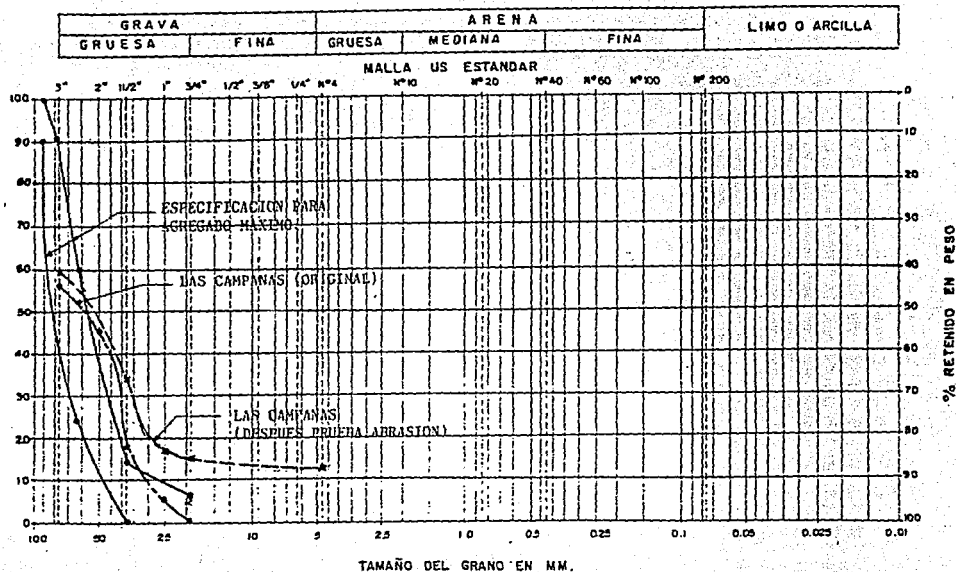 GRAVA ARENA LIMO O ARCILLA
GRUESA FINA GRUESA MEDIANA FINA
MALLA US ESTANDAR
3" 2" 1 1/2" 1" 3/4" 1/2" 3/8" 1/4" Nº4 Nº10 Nº20 Nº40 Nº60 Nº100 Nº200
100 0
90 10
80 20
70 30
ESPECIFICACION PARA
AGREGADO MAXIMO
60 40
LAS CAMPANAS (ORIGINAL)
50 50
40 60
30 70
LAS CAMPANAS
(DESPUES PRUEBA ABRASION)
20 80
10 90
0 100
100 50 25 10 5 2.5 1.0 0.5 0.25 0.1 0.05 0.025 0.01
% RETENIDO EN PESO
TAMAÑO DEL GRANO EN MM.